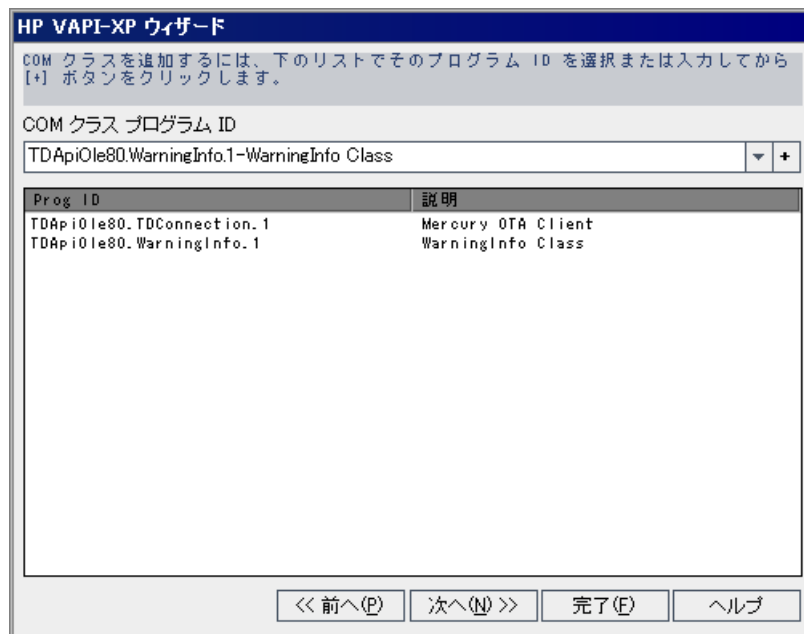 HP VAPI-XP ウィザード
COM クラスを追加するには、下のリストでそのプログラム ID を選択または入力してから
[+] ボタンをクリックします。
COM クラス プログラム ID
TDApiOle80.WarningInfo.1-WarningInfo Class
+
Prog ID 説明
TDApiOle80.TDConnection.1 Mercury OTA Client
TDApiOle80.WarningInfo.1 WarningInfo Class
<< 前へ(P) 次へ(N) >> 完了(F) ヘルプ